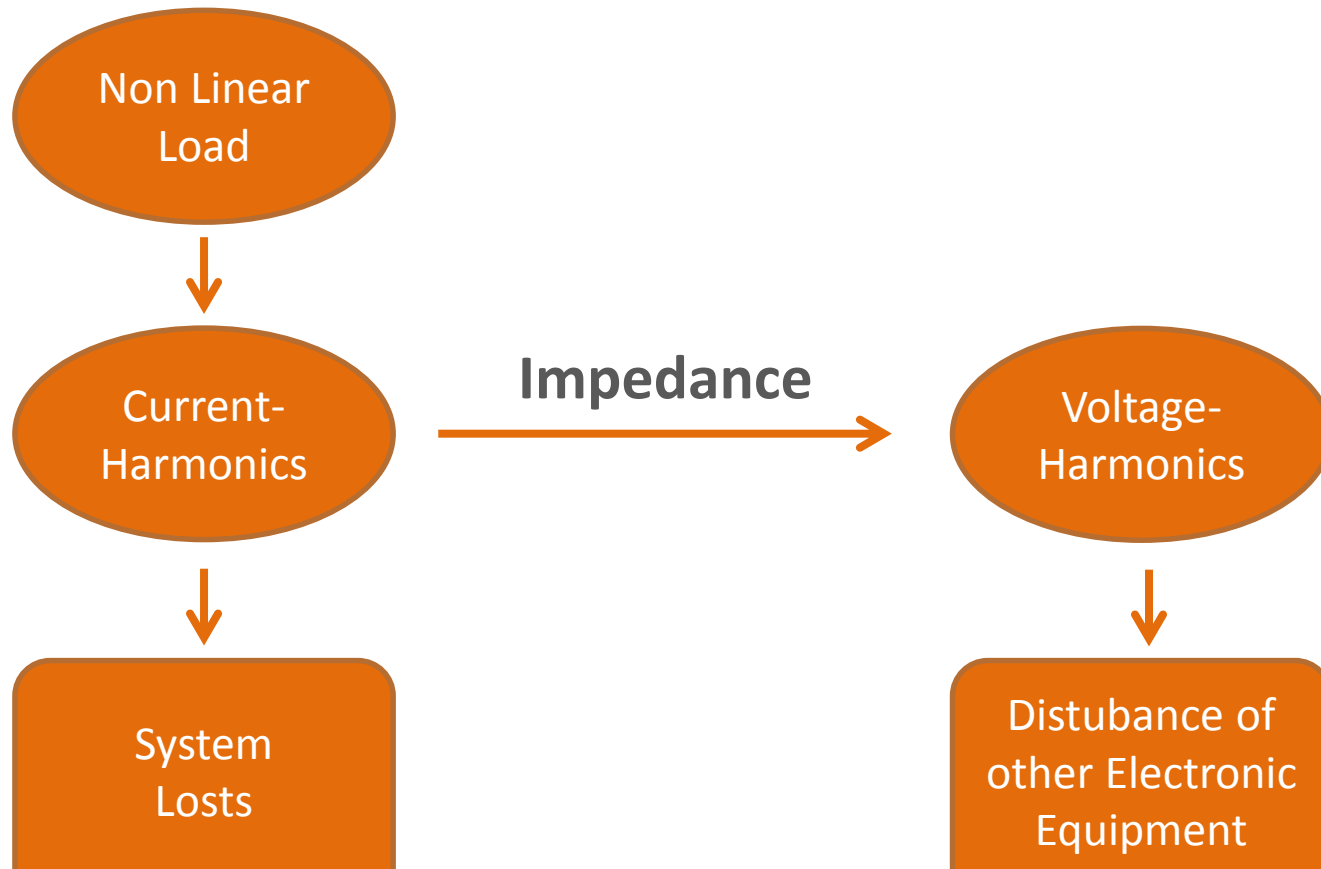 Non Linear
Load
Current-
Harmonics
Impedance
Voltage-
Harmonics
System
Losts
Distubance of
other Electronic
Equipment